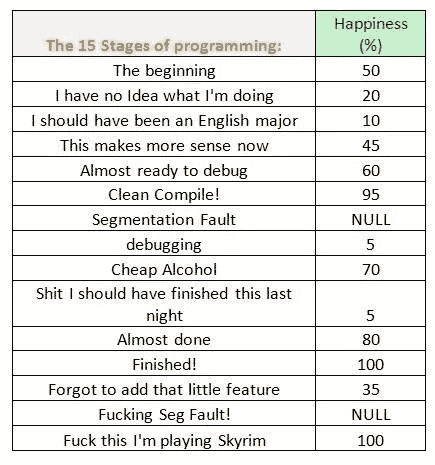 The 15 Stages of programming: Happiness (%)
The beginning 50
I have no Idea what I'm doing 20
I should have been an English major 10
This makes more sense now 45
Almost ready to debug 60
Clean Compile! 95
Segmentation Fault NULL
debugging 5
Cheap Alcohol 70
Shit I should have finished this last
night 5
Almost done 80
Finished! 100
Forgot to add that little feature 35
Fucking Seg Fault! NULL
Fuck this I'm playing Skyrim 100